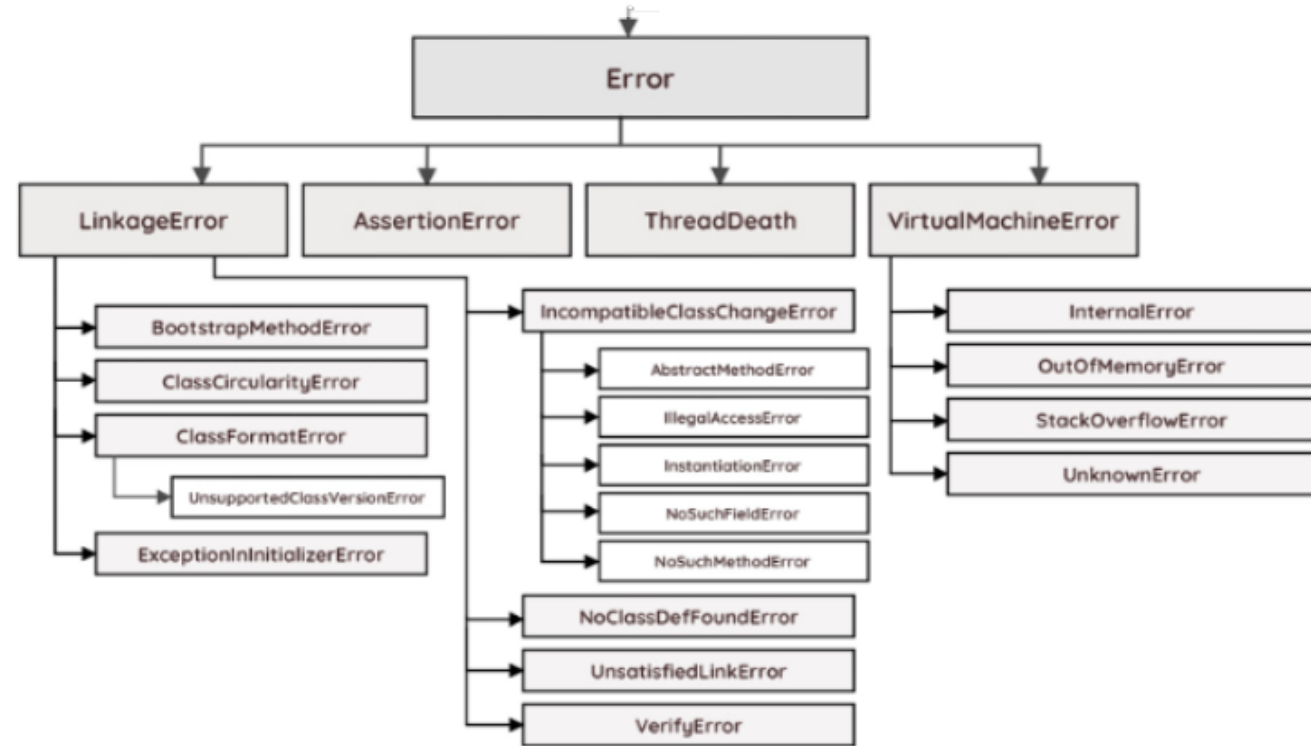 Error
LinkageError
AssertionError
ThreadDeath
VirtualMachineError
BootstrapMethodError
ClassCircularityError
ClassFormatError
UnsupportedClassVersionError
ExceptionInInitializerError
IncompatibleClassChangeError
AbstractMethodError
IllegalAccessError
InstantiationError
NoSuchFieldError
NoSuchMethodError
NoClassDefFoundError
UnsatisfiedLinkError
VerifyError
InternalError
OutOfMemoryError
StackOverflowError
UnknownError